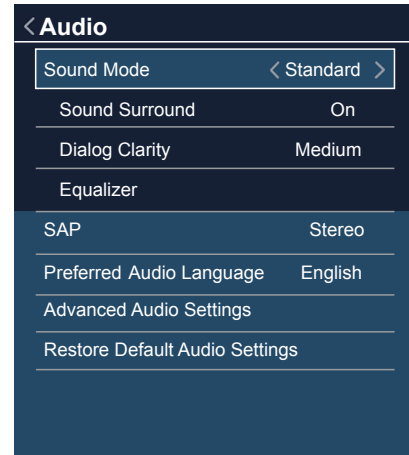 < Audio
Sound Mode < Standard >
Sound Surround On
Dialog Clarity Medium
Equalizer
SAP Stereo
Preferred Audio Language English
Advanced Audio Settings
Restore Default Audio Settings